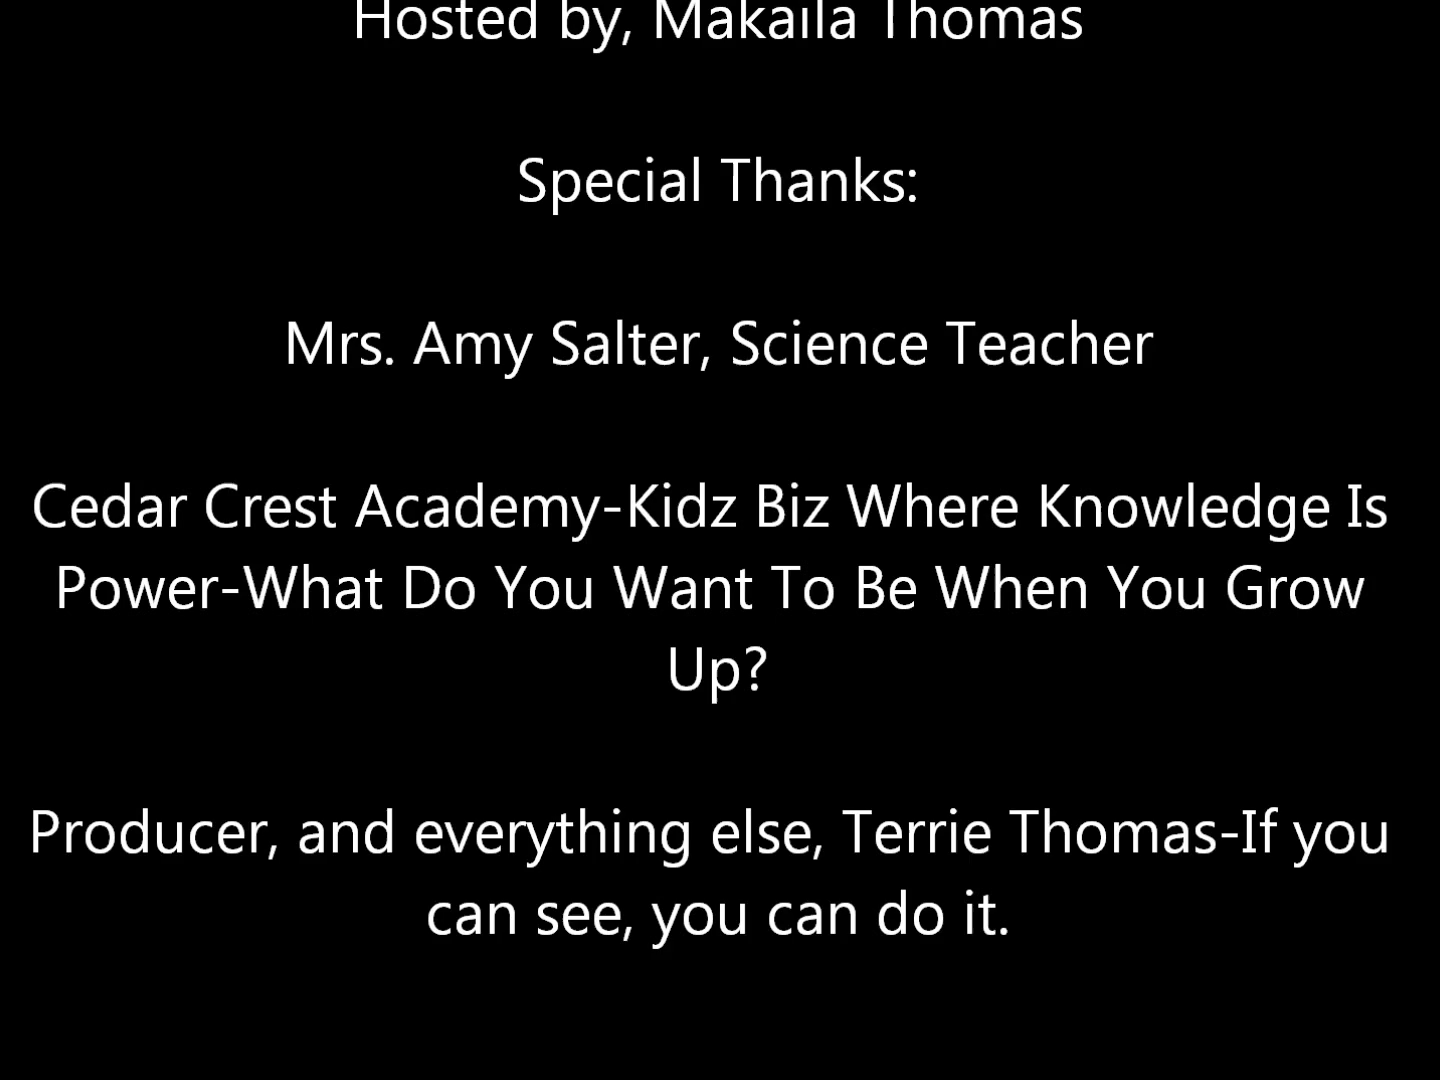 Hosted by, Makaila Thomas
Special Thanks:
Mrs. Amy Salter, Science Teacher
Cedar Crest Academy-Kidz Biz Where Knowledge Is
Power-What Do You Want To Be When You Grow
Up?
Producer, and everything else, Terrie Thomas-If you
can see, you can do it.